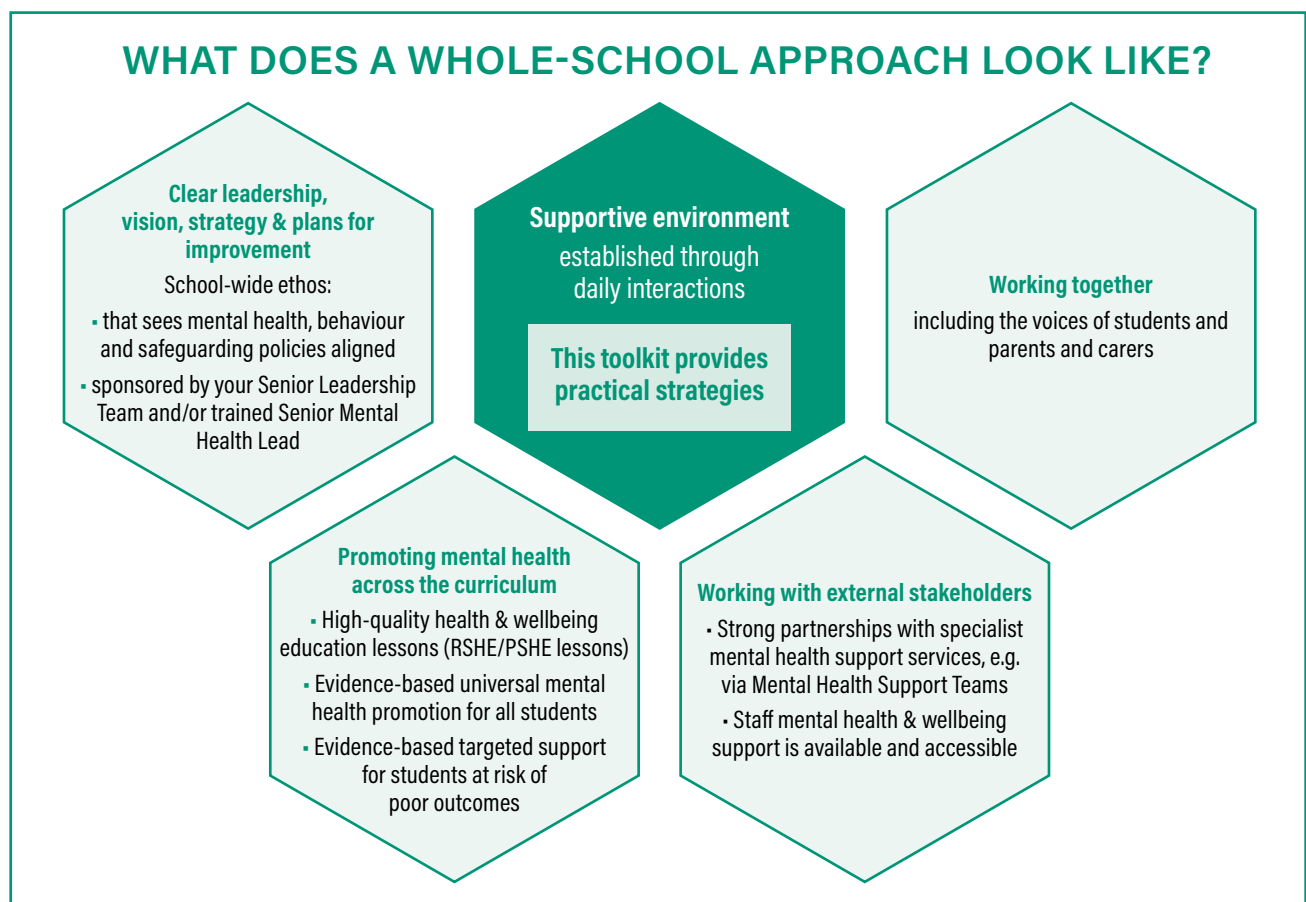 WHAT DOES A WHOLE-SCHOOL APPROACH LOOK LIKE?
Clear leadership,
vision, strategy & plans for
improvement
School-wide ethos:
▪ that sees mental health, behaviour
and safeguarding policies aligned
▪ sponsored by your Senior Leadership
Team and/or trained Senior Mental
Health Lead
Supportive environment
established through
daily interactions
This toolkit provides
practical strategies
Working together
including the voices of students and
parents and carers
Promoting mental health
across the curriculum
▪ High-quality health & wellbeing
education lessons (RSHE/PSHE lessons)
▪ Evidence-based universal mental
health promotion for all students
▪ Evidence-based targeted support
for students at risk of
poor outcomes
Working with external stakeholders
▪ Strong partnerships with specialist
mental health support services, e.g.
via Mental Health Support Teams
▪ Staff mental health & wellbeing
support is available and accessible